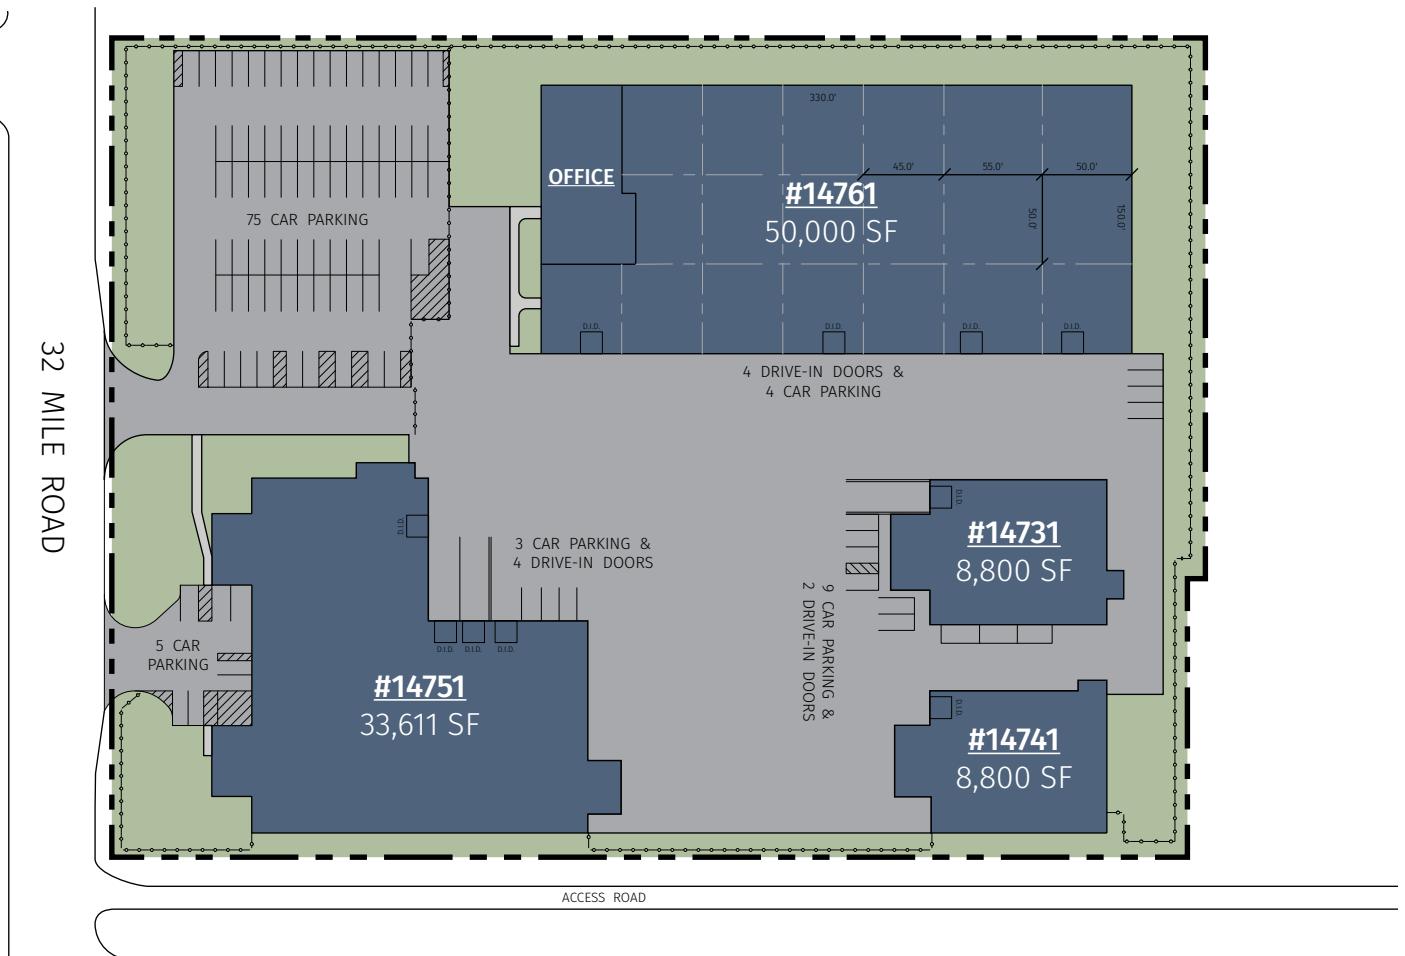 330.0'
45.0'
55.0'
50.0'
OFFICE
#14761
50,000 SF
50.0'
150.0'
75 CAR PARKING
D.I.D.
D.I.D.
D.I.D.
D.I.D.
4 DRIVE-IN DOORS &
4 CAR PARKING
32 MILE ROAD
D.I.D.
3 CAR PARKING &
4 DRIVE-IN DOORS
D.I.D.
#14731
8,800 SF
9 CAR PARKING &
2 DRIVE-IN DOORS
5 CAR
PARKING
D.I.D.
D.I.D.
D.I.D.
#14751
33,611 SF
D.I.D.
#14741
8,800 SF
ACCESS ROAD